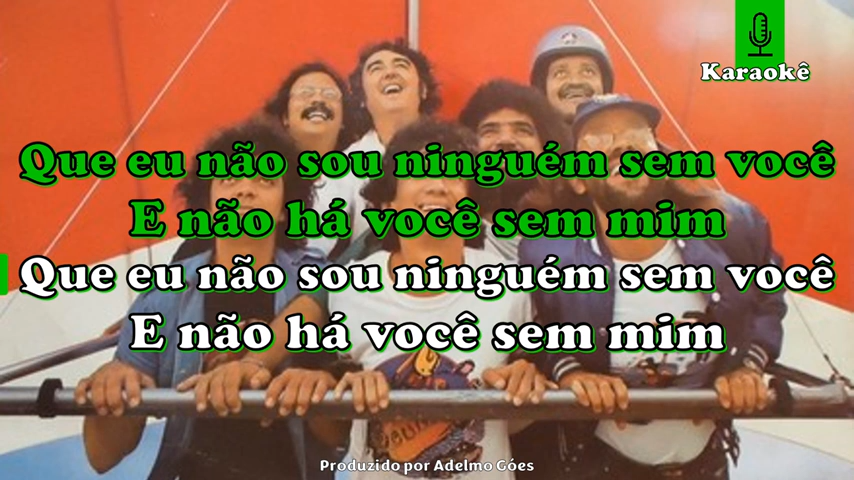 Karaokê
Que eu não sou ninguém sem você
E não há você sem mim
Que eu não sou ninguém sem você
E não há você sem mim
Produzido por Adelmo Góes